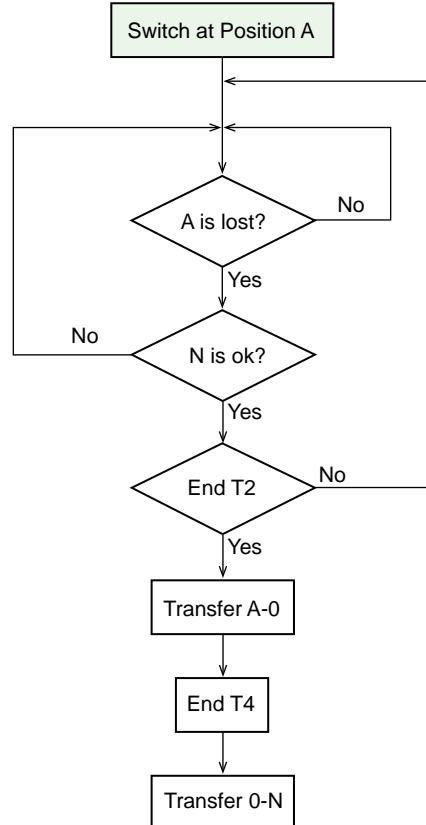 Switch at Position A
A is lost?
No
Yes
No
N is ok?
Yes
End T2
No
Yes
Transfer A-0
End T4
Transfer 0-N